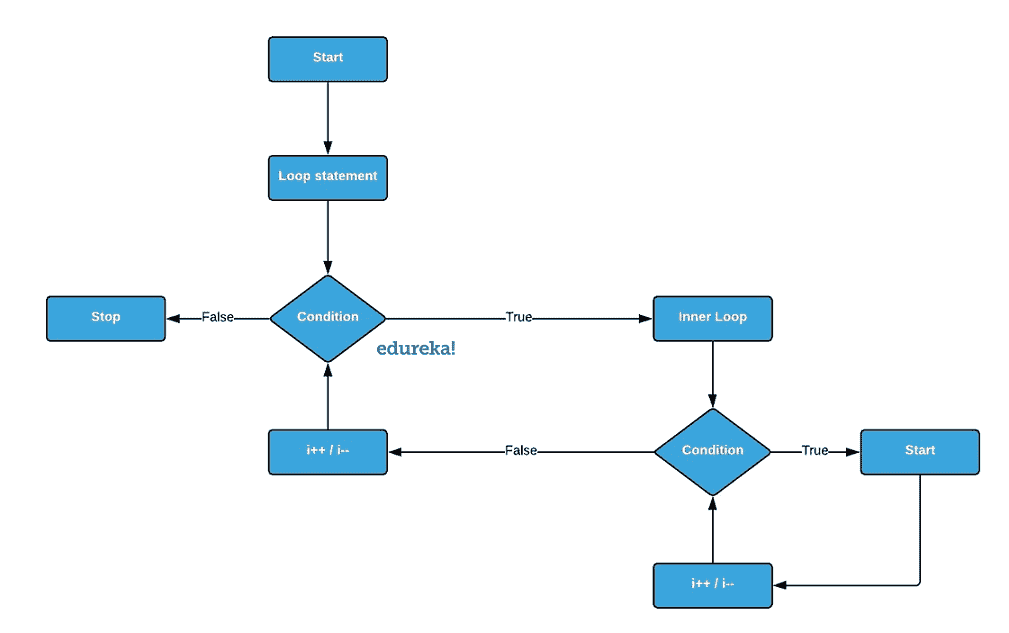 Start
Loop statement
Stop
False
Condition
True
Inner Loop
edureka!
i++ / i--
False
Condition
True
Start
i++ / i--